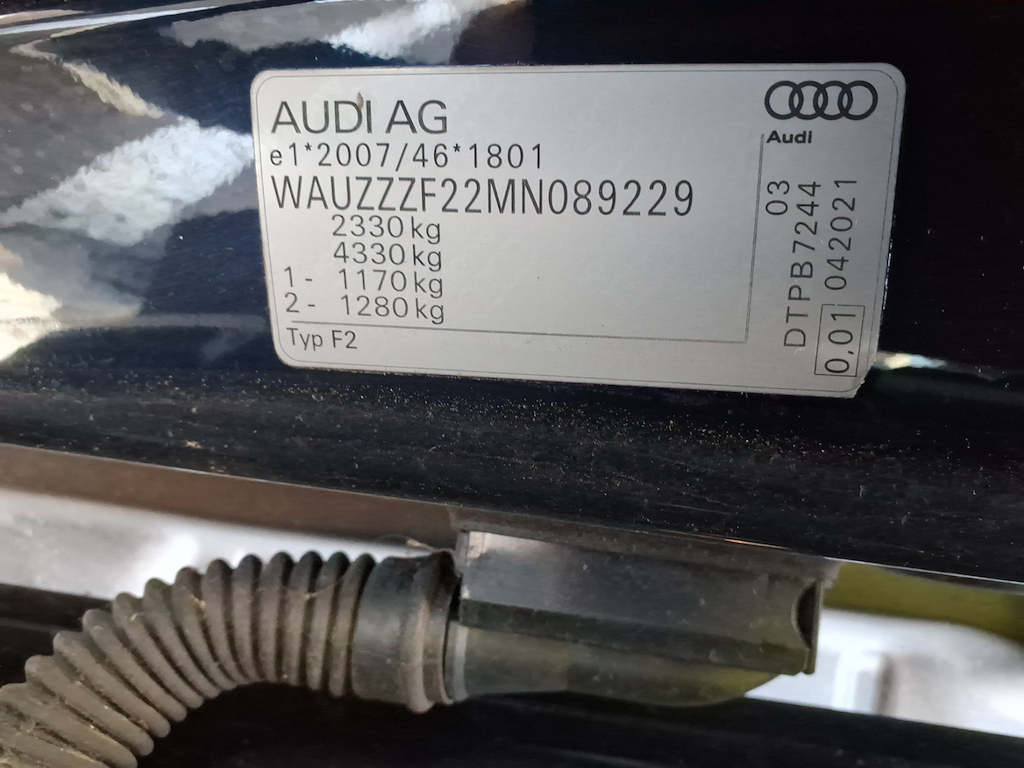 AUDI AG
e1*2007/46*1801
WAUZZZF22MN089229
2330 kg
4330 kg
1 - 1170 kg
2 - 1280 kg
Typ F2
Audi
03
DTPB7244
0,01 042021